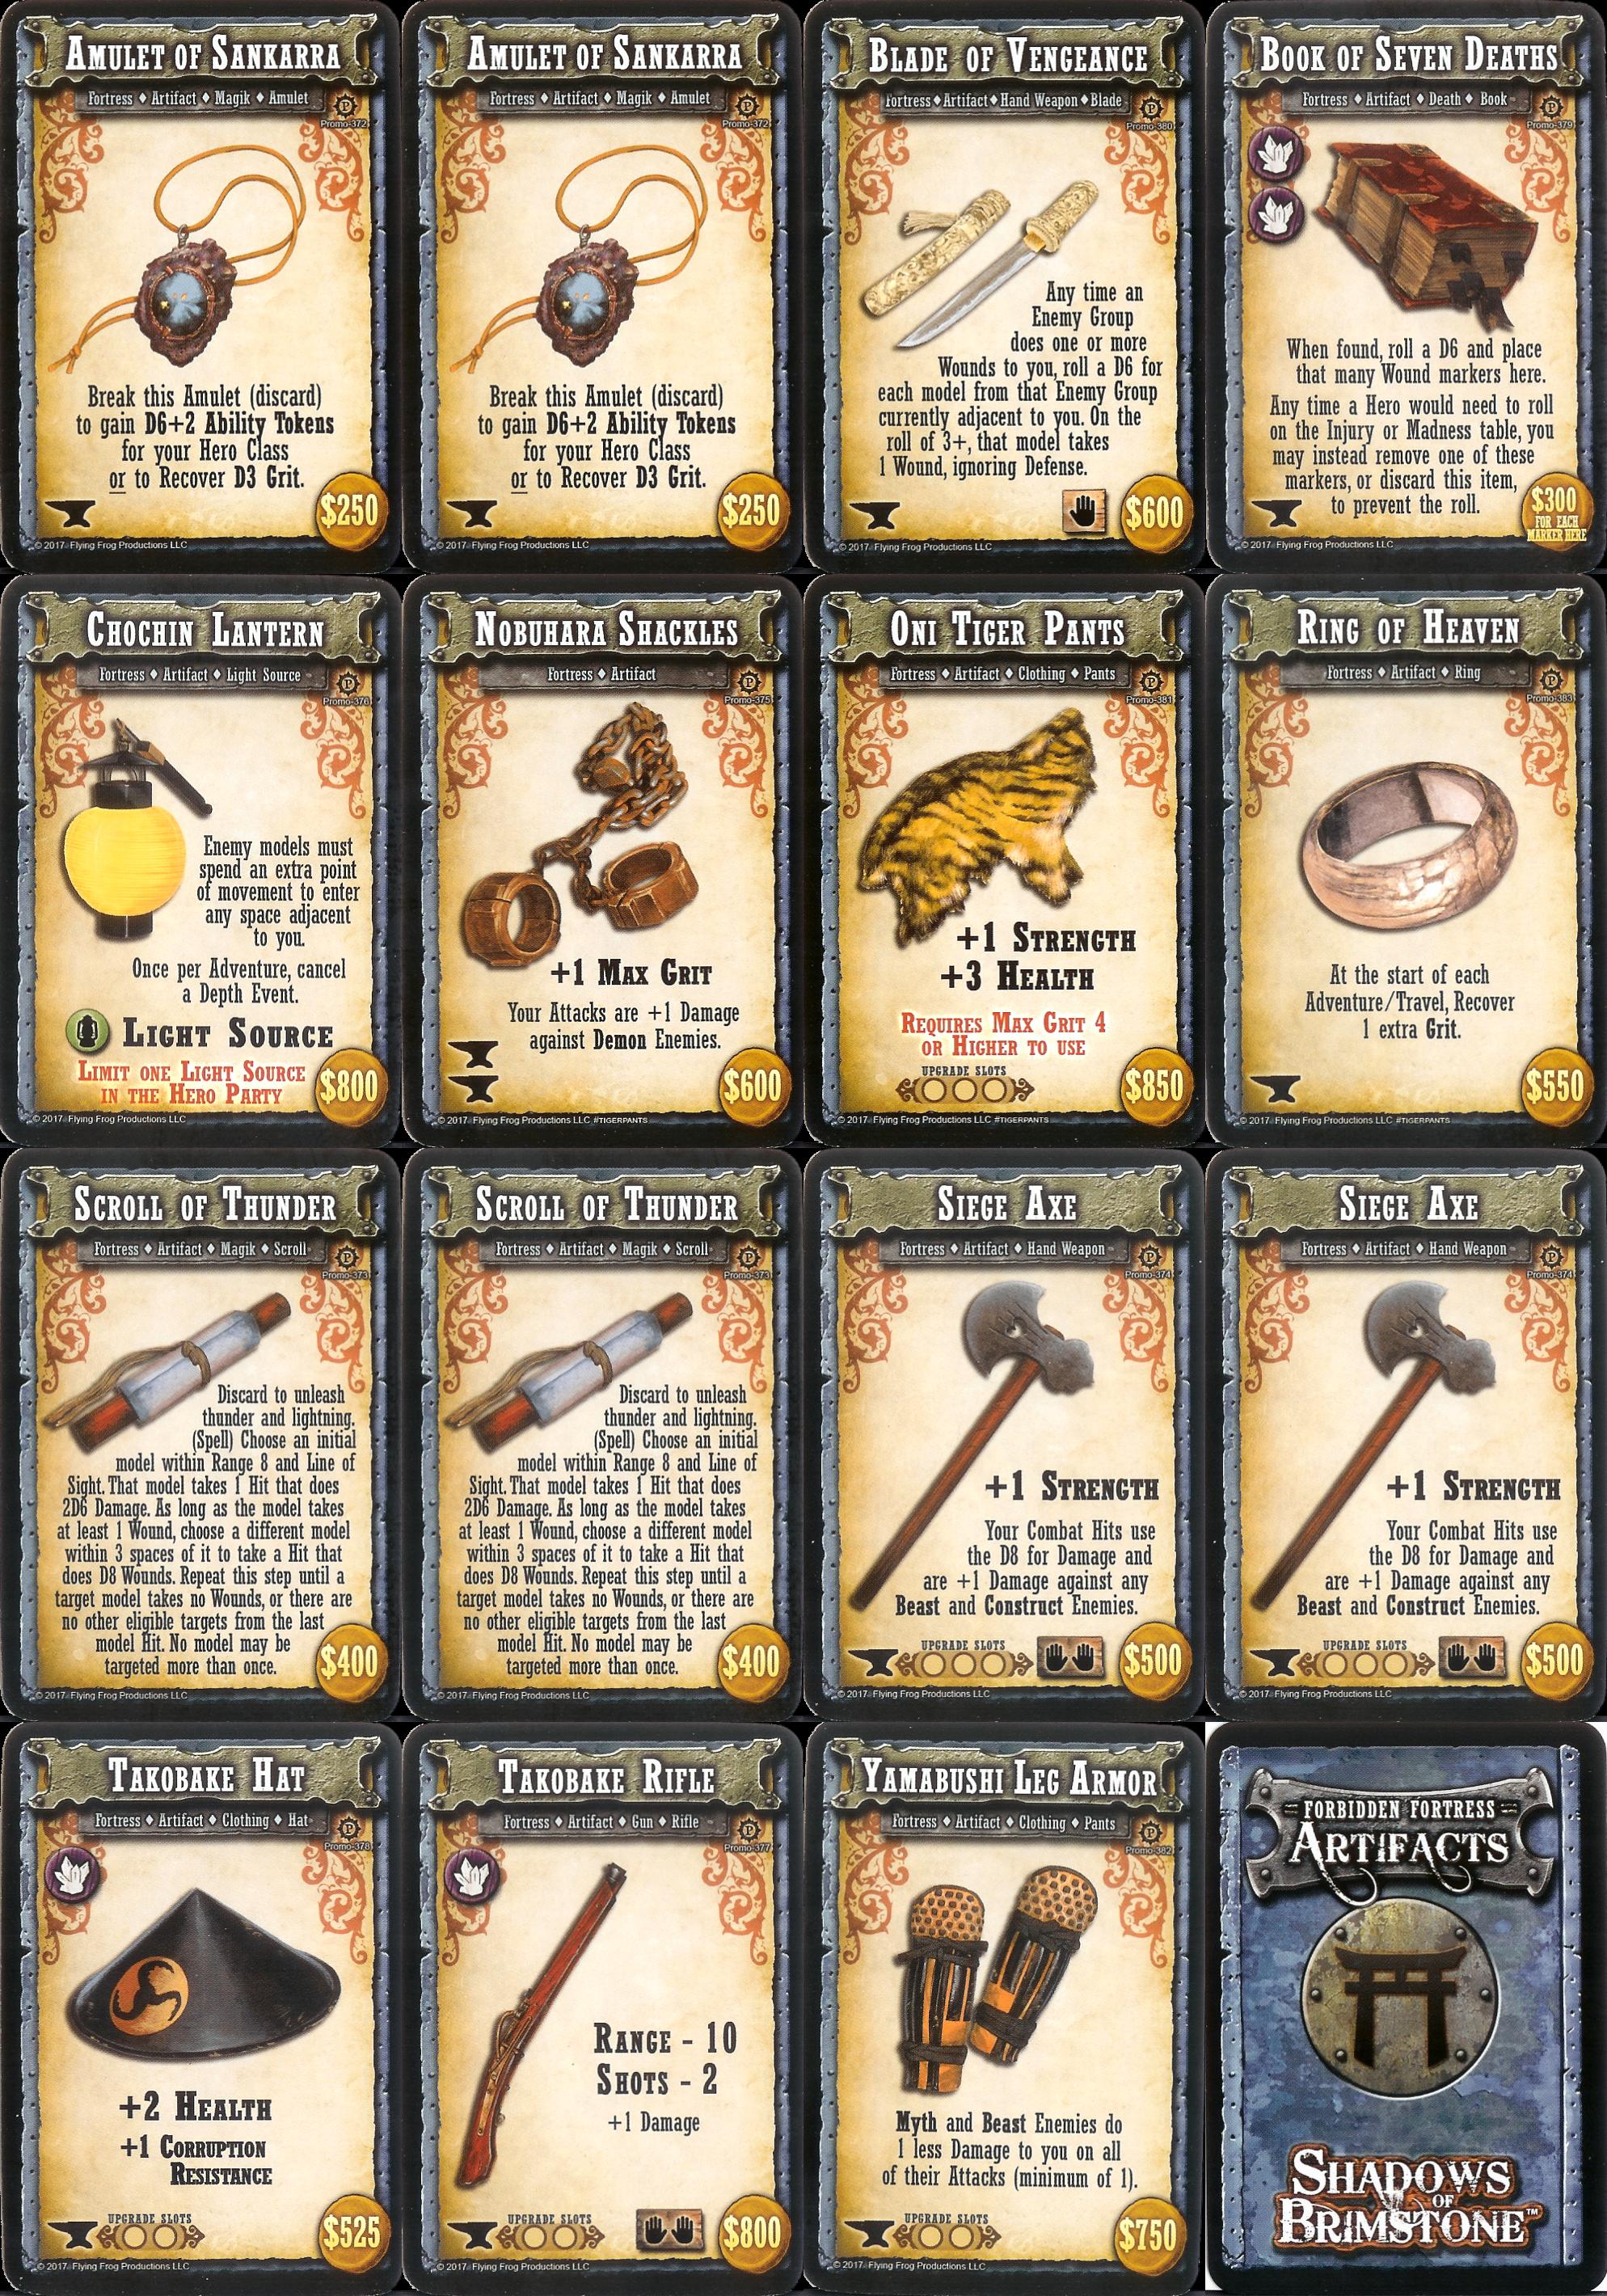 AMULET OF SANKARRA
Fortress ♦ Artifact ♦ Magik ♦ Amulet
P
Promo-372
Break this Amulet (discard)
to gain D6+2 Ability Tokens
for your Hero Class
or to Recover D3 Grit.
$250
© 2017 Flying Frog Productions LLC
AMULET OF SANKARRA
Fortress ♦ Artifact ♦ Magik ♦ Amulet
P
Promo-372
Break this Amulet (discard)
to gain D6+2 Ability Tokens
for your Hero Class
or to Recover D3 Grit.
$250
© 2017 Flying Frog Productions LLC
BLADE OF VENGEANCE
Fortress♦Artifact♦Hand Weapon♦Blade
P
Promo-380
Any time an
Enemy Group
does one or more
Wounds to you, roll a D6 for
each model from that Enemy Group
currently adjacent to you. On the
roll of 3+, that model takes
1 Wound, ignoring Defense.
$600
© 2017 Flying Frog Productions LLC
BOOK OF SEVEN DEATHS
Fortress ♦ Artifact ♦ Death ♦ Book
P
Promo-379
When found, roll a D6 and place
that many Wound markers here.
Any time a Hero would need to roll
on the Injury or Madness table, you
may instead remove one of these
markers, or discard this item,
to prevent the roll.
$300
FOR EACH
MARKER HERE
© 2017 Flying Frog Productions LLC
CHOCHIN LANTERN
Fortress ♦ Artifact ♦ Light Source
P
Promo-376
Enemy models must
spend an extra point
of movement to enter
any space adjacent
to you.
Once per Adventure, cancel
a Depth Event.
LIGHT SOURCE
LIMIT ONE LIGHT SOURCE
IN THE HERO PARTY
$800
© 2017 Flying Frog Productions LLC
NOBUHARA SHACKLES
Fortress ♦ Artifact
P
Promo-375
+1 MAX GRIT
Your Attacks are +1 Damage
against Demon Enemies.
$600
© 2017 Flying Frog Productions LLC #TIGERPANTS
ONI TIGER PANTS
Fortress ♦ Artifact ♦ Clothing ♦ Pants
P
Promo-381
+1 STRENGTH
+3 HEALTH
REQUIRES MAX GRIT 4
OR HIGHER TO USE
UPGRADE SLOTS
$850
© 2017 Flying Frog Productions LLC #TIGERPANTS
RING OF HEAVEN
Fortress ♦ Artifact ♦ Ring
P
Promo-383
At the start of each
Adventure/Travel, Recover
1 extra Grit.
$550
© 2017 Flying Frog Productions LLC #TIGERPANTS
SCROLL OF THUNDER
Fortress ♦ Artifact ♦ Magik ♦ Scroll
P
Promo-373
Discard to unleash
thunder and lightning.
(Spell) Choose an initial
model within Range 8 and Line of
Sight. That model takes 1 Hit that does
2D6 Damage. As long as the model takes
at least 1 Wound, choose a different model
within 3 spaces of it to take a Hit that
does D8 Wounds. Repeat this step until a
target model takes no Wounds, or there are
no other eligible targets from the last
model Hit. No model may be
targeted more than once.
$400
© 2017 Flying Frog Productions LLC
SCROLL OF THUNDER
Fortress ♦ Artifact ♦ Magik ♦ Scroll
P
Promo-373
Discard to unleash
thunder and lightning.
(Spell) Choose an initial
model within Range 8 and Line of
Sight. That model takes 1 Hit that does
2D6 Damage. As long as the model takes
at least 1 Wound, choose a different model
within 3 spaces of it to take a Hit that
does D8 Wounds. Repeat this step until a
target model takes no Wounds, or there are
no other eligible targets from the last
model Hit. No model may be
targeted more than once.
$400
© 2017 Flying Frog Productions LLC
SIEGE AXE
Fortress ♦ Artifact ♦ Hand Weapon
P
Promo-374
+1 STRENGTH
Your Combat Hits use
the D8 for Damage and
are +1 Damage against any
Beast and Construct Enemies.
UPGRADE SLOTS
$500
© 2017 Flying Frog Productions LLC
SIEGE AXE
Fortress ♦ Artifact ♦ Hand Weapon
P
Promo-374
+1 STRENGTH
Your Combat Hits use
the D8 for Damage and
are +1 Damage against any
Beast and Construct Enemies.
UPGRADE SLOTS
$500
© 2017 Flying Frog Productions LLC
TAKOBAKE HAT
Fortress ♦ Artifact ♦ Clothing ♦ Hat
P
Promo-378
+2 HEALTH
+1 CORRUPTION
RESISTANCE
UPGRADE SLOTS
$525
© 2017 Flying Frog Productions LLC
TAKOBAKE RIFLE
Fortress ♦ Artifact ♦ Gun ♦ Rifle
P
Promo-377
RANGE - 10
SHOTS - 2
+1 Damage
UPGRADE SLOTS
$800
© 2017 Flying Frog Productions LLC
YAMABUSHI LEG ARMOR
Fortress ♦ Artifact ♦ Clothing ♦ Pants
P
Promo-382
Myth and Beast Enemies do
1 less Damage to you on all
of their Attacks (minimum of 1).
UPGRADE SLOTS
$750
© 2017 Flying Frog Productions LLC
FORBIDDEN FORTRESS
ARTIFACTS
SHADOWS
OF
BRIMSTONE™